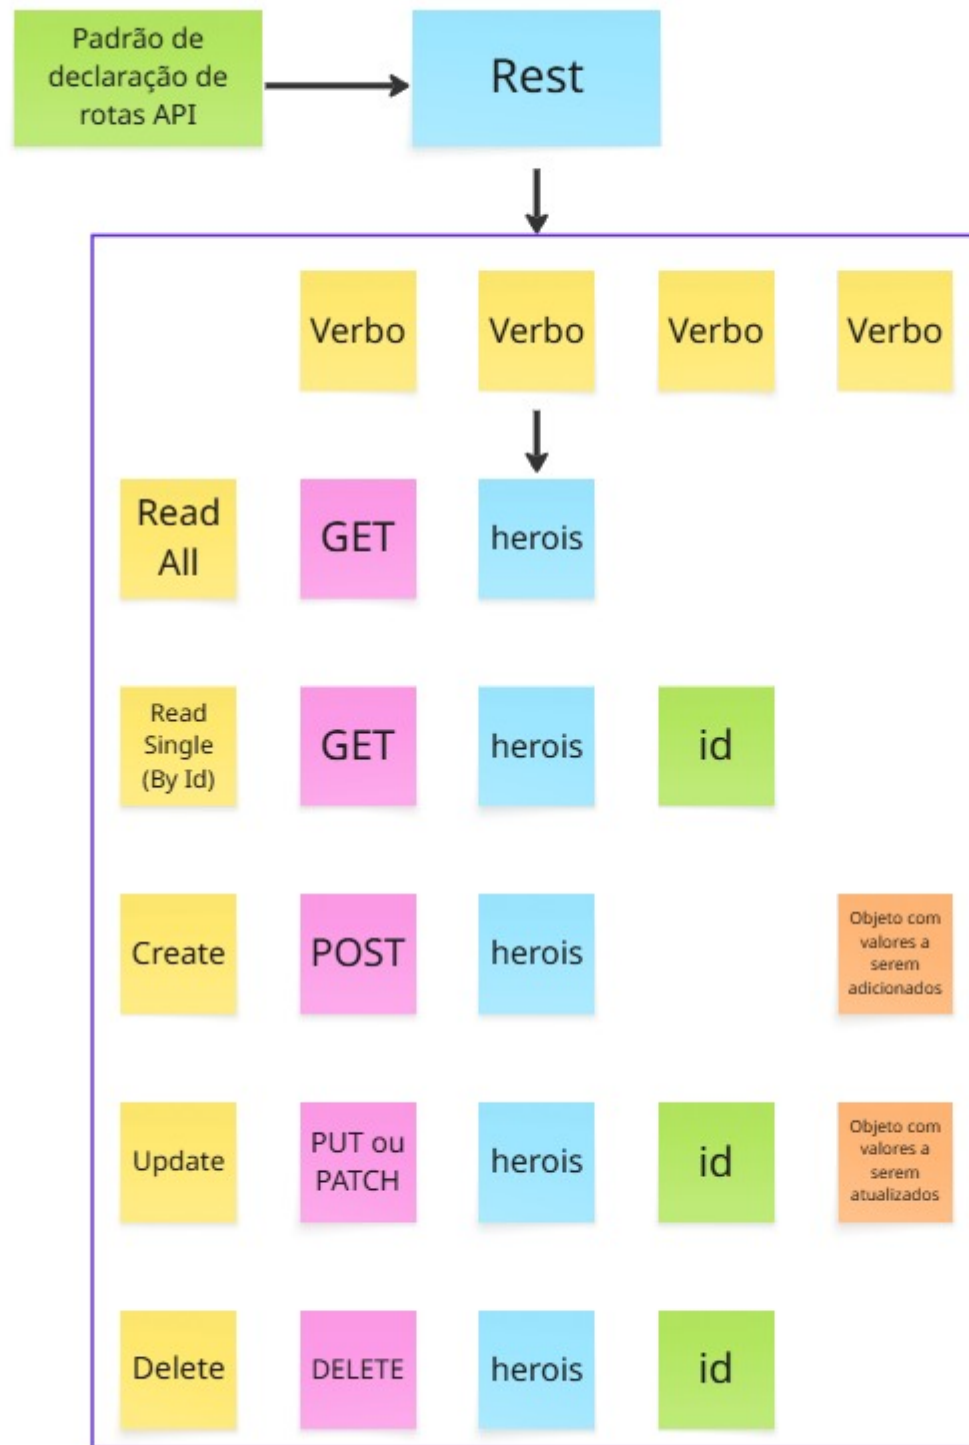 Padrão de
declaração de
rotas API
Rest
Verbo
Verbo
Verbo
Verbo
Read
All
GET
herois
Read
Single
(By Id)
GET
herois
id
Create
POST
herois
Objeto com
valores a
serem
adicionados
Update
PUT ou
PATCH
herois
id
Objeto com
valores a
serem
atualizados
Delete
DELETE
herois
id